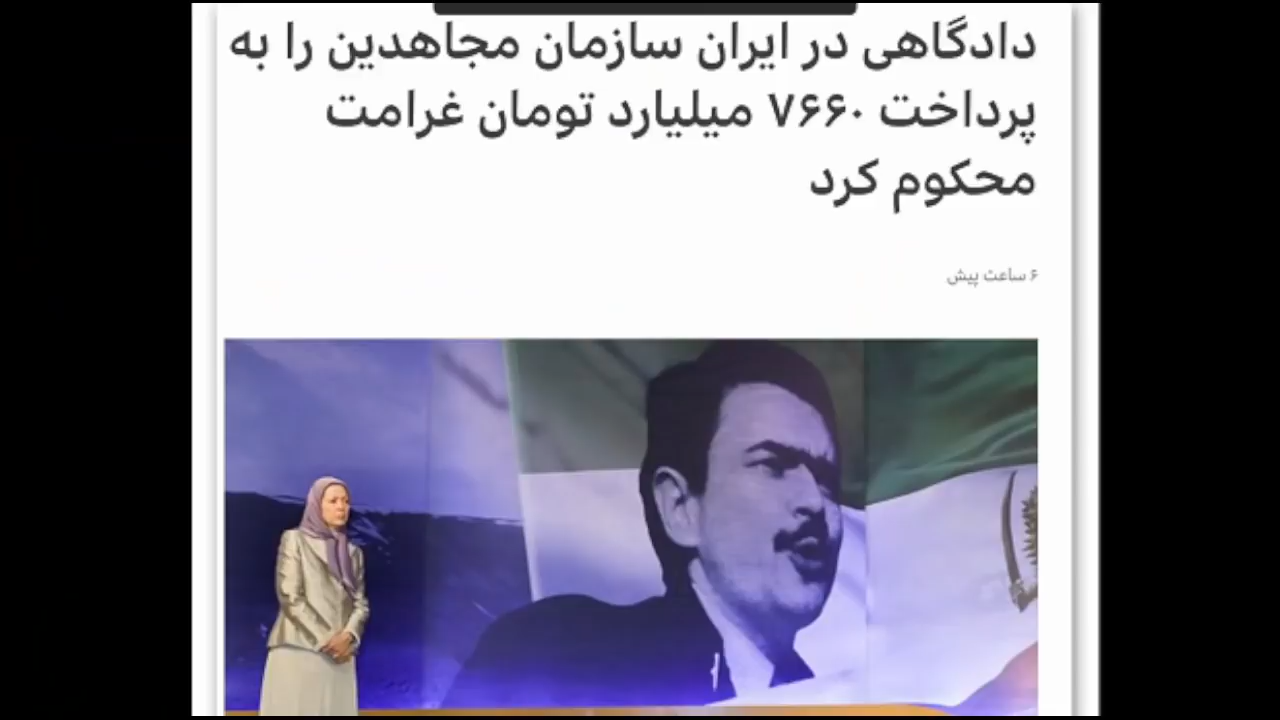 دادگاهی در ایران سازمان مجاهدین را به
پرداخت ۷۶۶۰ میلیارد تومان غرامت
محکوم کرد
۶ ساعت پیش